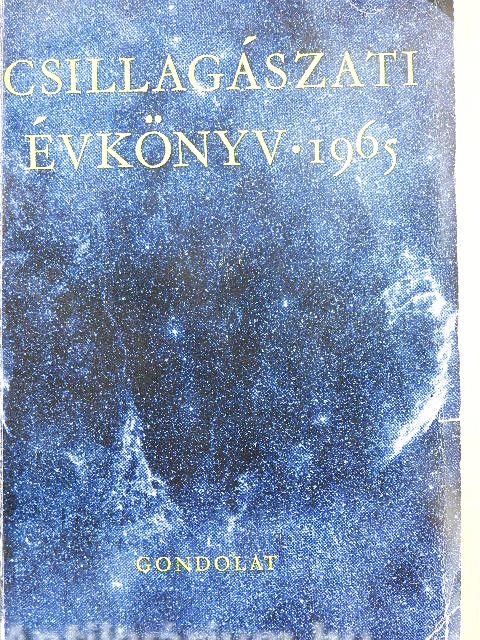 CSILLAGÁSZATI
ÉVKÖNYV · 1965
GONDOLAT